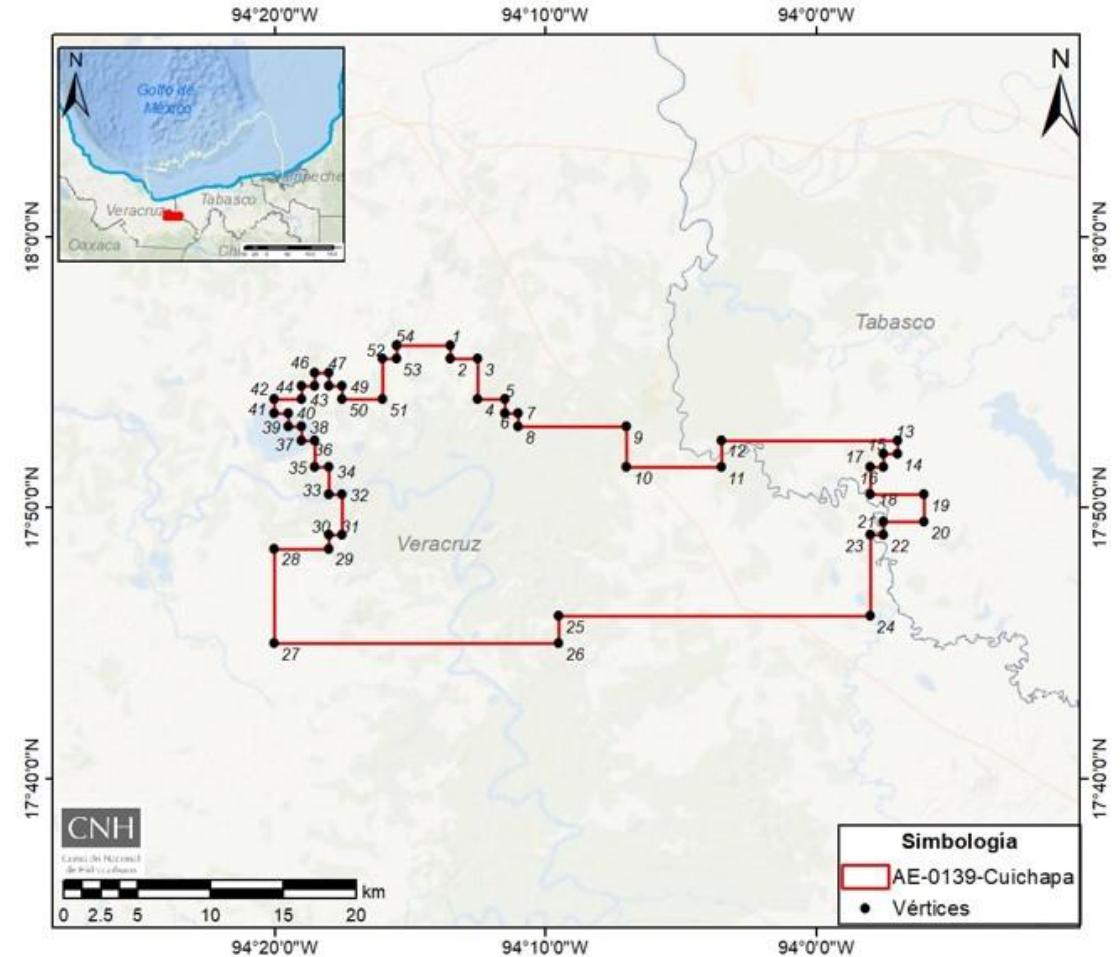 94°20'0"W 94°10'0"W 94°0'0"W
N
Golfo de
México
Campeche
Tabasco
Veracruz
Oaxaca
N
18°0'0"N 18°0'0"N
Tabasco
54 1
52 53 2 3
46 47
42 44 43 49 50 51 4 5
41 40 6 7
39 38 8 9
37 36 12 13
35 34 10 11 17 15 14
16
33 32 18 19
17°50'0"N 17°50'0"N
30 31 21 20
28 29 23 22
Veracruz
25 24
27 26
17°40'0"N 17°40'0"N
CNH
Comisión Nacional
de Hidrocarburos
km
0 2.5 5 10 15 20
Simbología
AE-0139-Cuichapa
Vértices
94°20'0"W 94°10'0"W 94°0'0"W